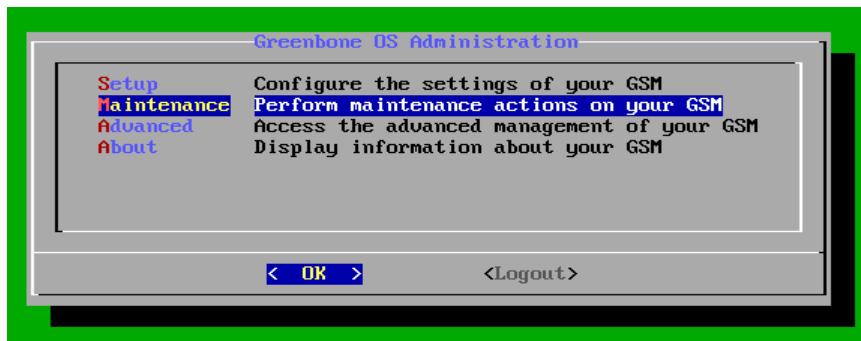 Greenbone OS Administration
Setup Configure the settings of your GSM
Maintenance Perform maintenance actions on your GSM
Advanced Access the advanced management of your GSM
About Display information about your GSM
< OK > <Logout>